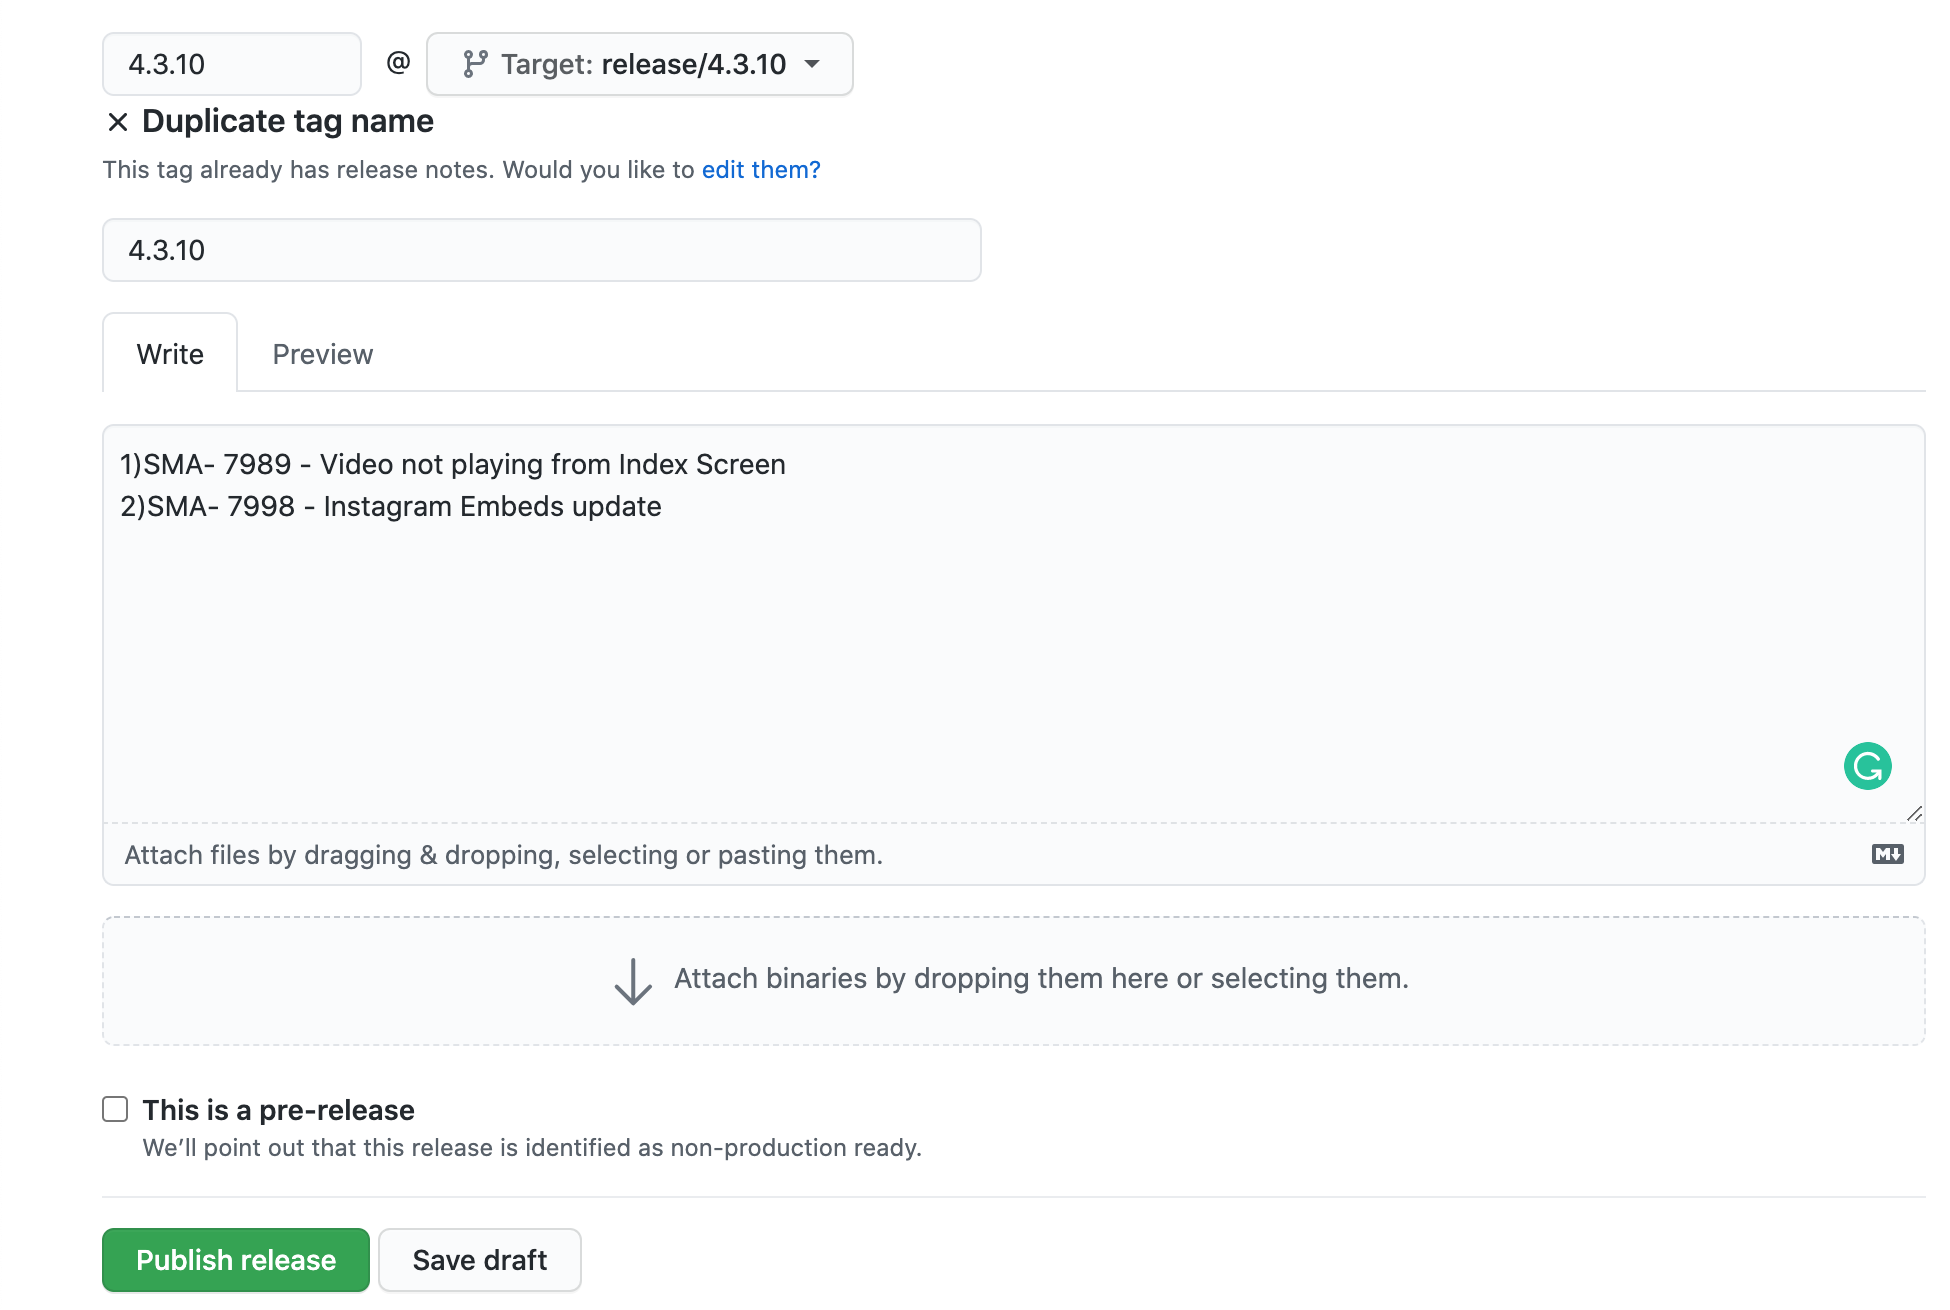 4.3.10 @ Target: release/4.3.10
Duplicate tag name
This tag already has release notes. Would you like to edit them?
4.3.10
Write Preview
1)SMA- 7989 - Video not playing from Index Screen
2)SMA- 7998 - Instagram Embeds update
Attach files by dragging & dropping, selecting or pasting them.
Attach binaries by dropping them here or selecting them.
This is a pre-release
We’ll point out that this release is identified as non-production ready.
Publish release Save draft